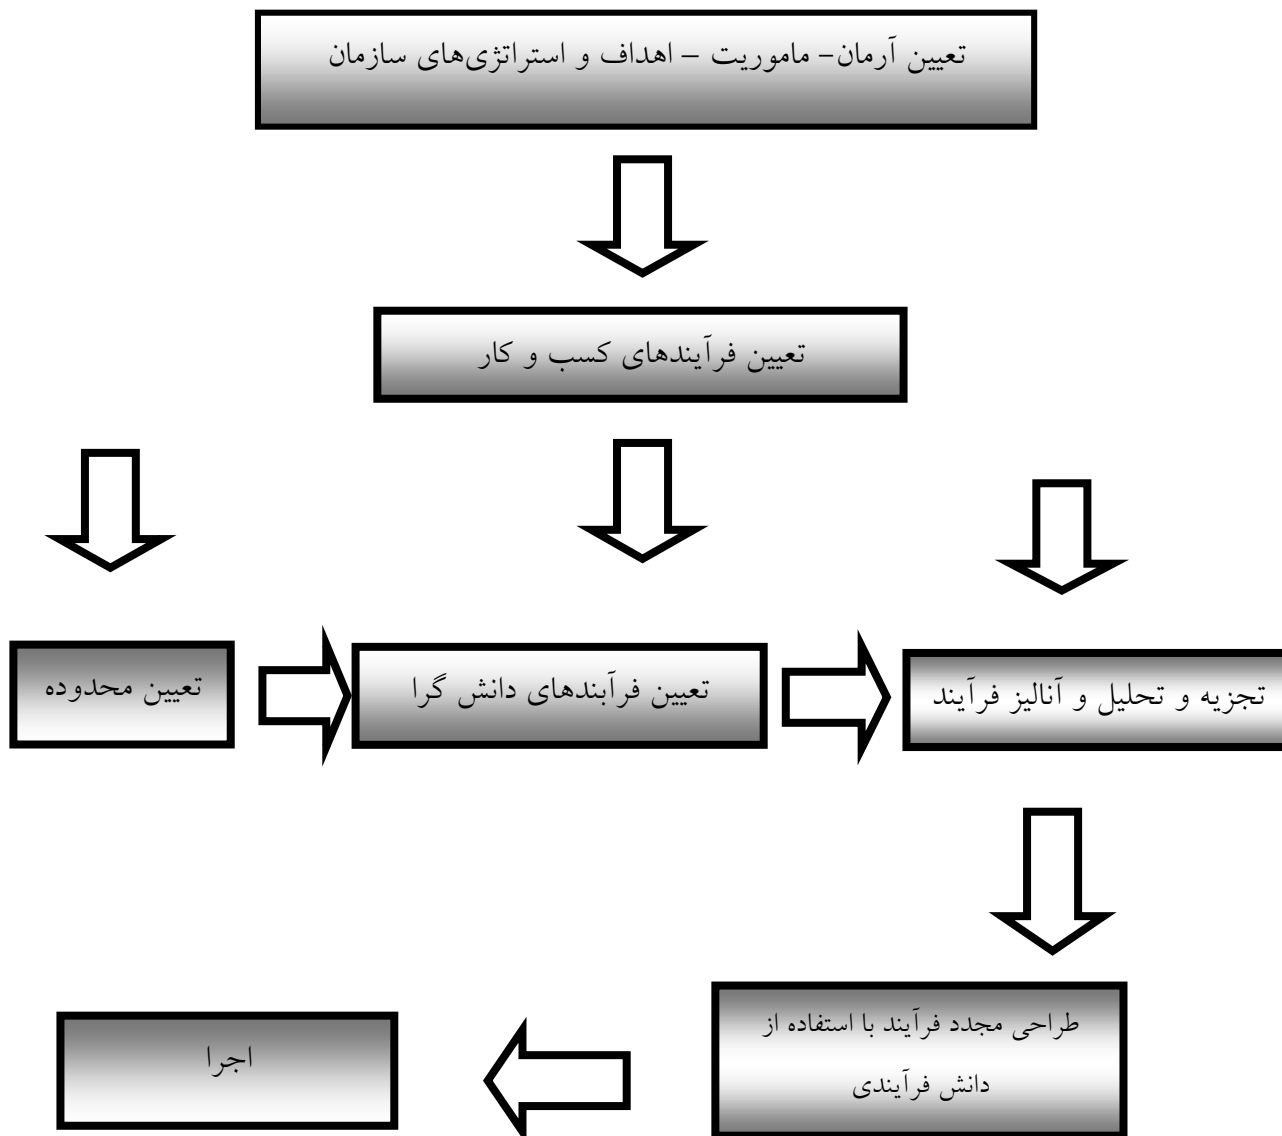 تعیین آرمان- ماموریت – اهداف و استراتژی‌های سازمان
تعیین فرآیندهای کسب و کار
تعیین محدوده
تعیین فرآبندهای دانش گرا
تجزیه و تحلیل و آنالیز فرآیند
طراحی مجدد فرآیند با استفاده از
دانش فرآیندی
اجرا